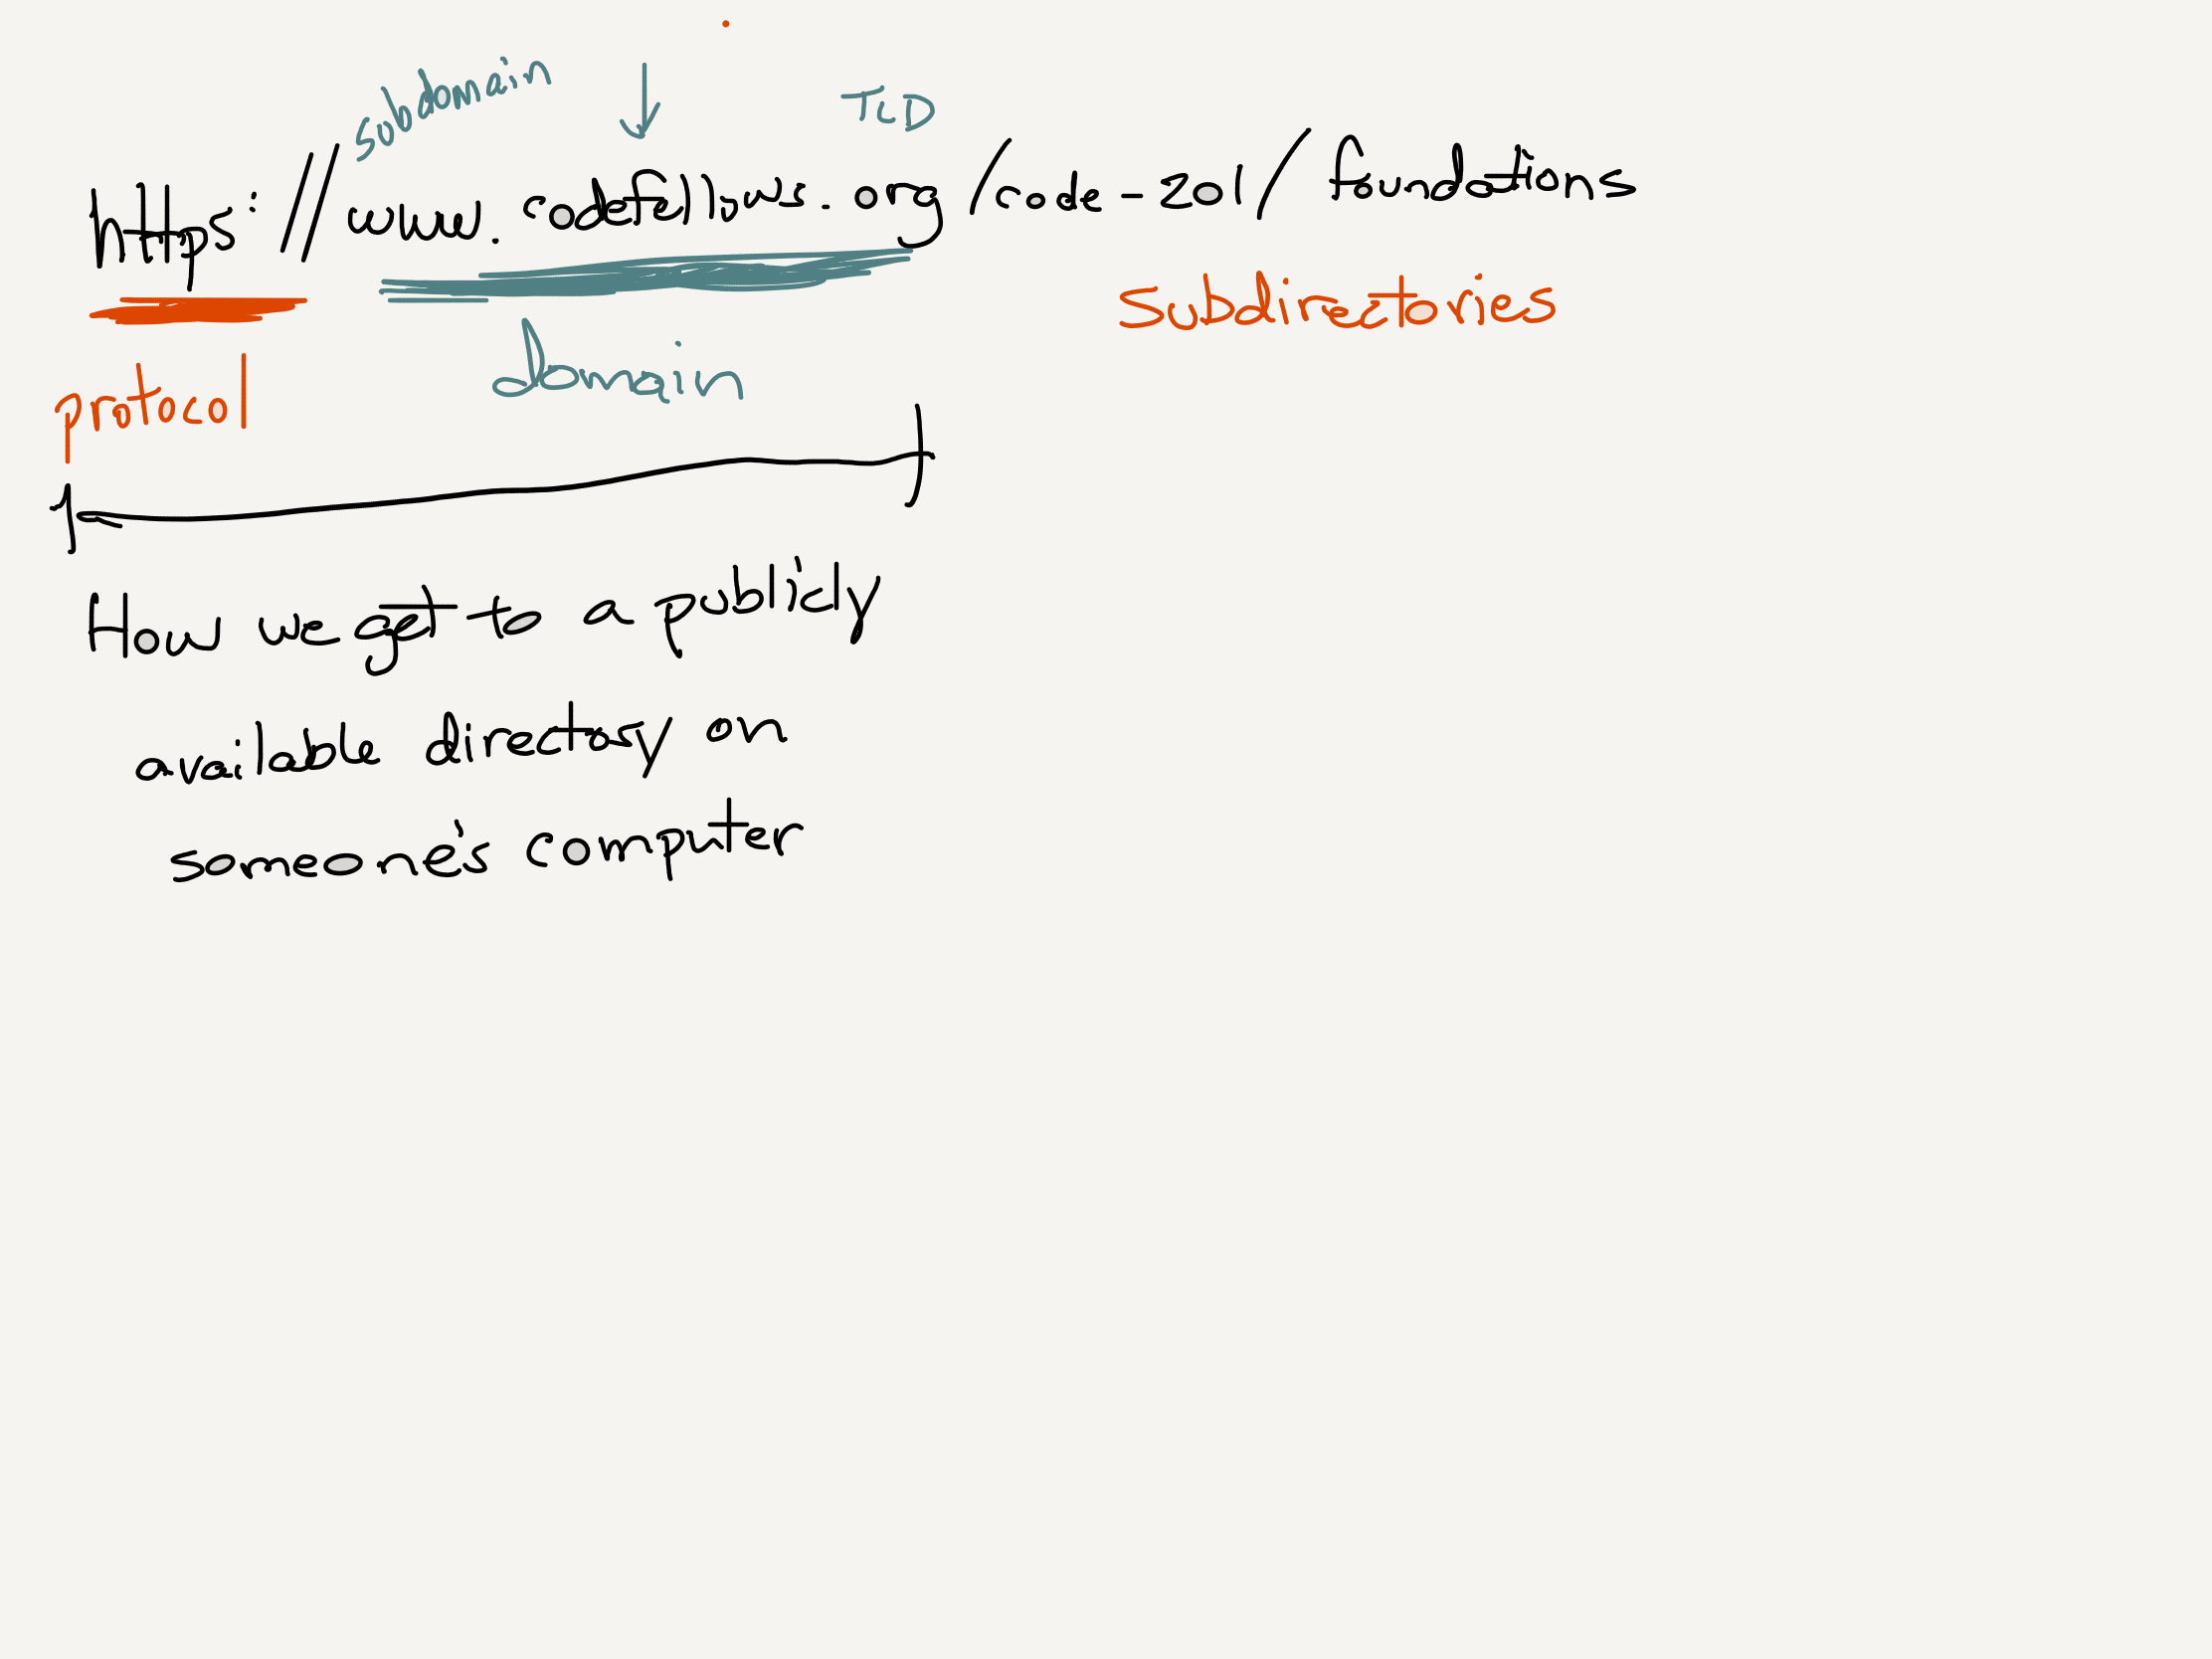 subdomain
TLD
https://www.codefellows.org/code-201/foundations
subdirectories
domain
protocol
How we get to a publicly
available directory on
someone's computer